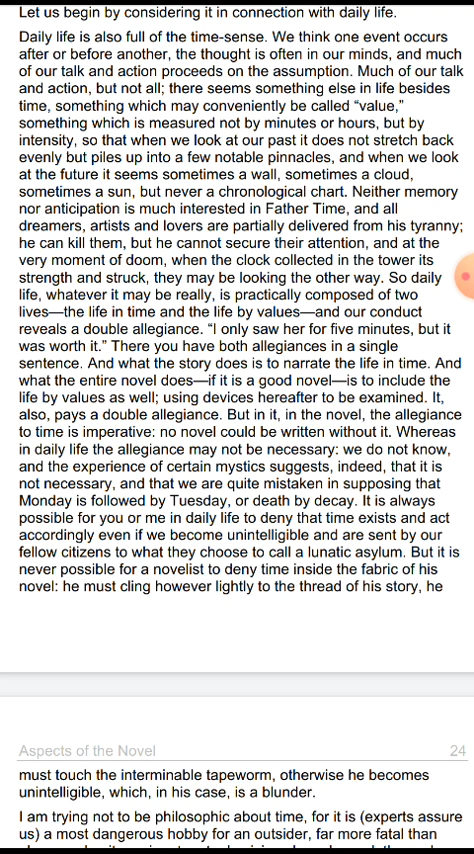 Let us begin by considering it in connection with daily life.
Daily life is also full of the time-sense. We think one event occurs
after or before another, the thought is often in our minds, and much
of our talk and action proceeds on the assumption. Much of our talk
and action, but not all; there seems something else in life besides
time, something which may conveniently be called “value,”
something which is measured not by minutes or hours, but by
intensity, so that when we look at our past it does not stretch back
evenly but piles up into a few notable pinnacles, and when we look
at the future it seems sometimes a wall, sometimes a cloud,
sometimes a sun, but never a chronological chart. Neither memory
nor anticipation is much interested in Father Time, and all
dreamers, artists and lovers are partially delivered from his tyranny;
he can kill them, but he cannot secure their attention, and at the
very moment of doom, when the clock collected in the tower its
strength and struck, they may be looking the other way. So daily
life, whatever it may be really, is practically composed of two
lives—the life in time and the life by values—and our conduct
reveals a double allegiance. “I only saw her for five minutes, but it
was worth it.” There you have both allegiances in a single
sentence. And what the story does is to narrate the life in time. And
what the entire novel does—if it is a good novel—is to include the
life by values as well; using devices hereafter to be examined. It,
also, pays a double allegiance. But in it, in the novel, the allegiance
to time is imperative: no novel could be written without it. Whereas
in daily life the allegiance may not be necessary: we do not know,
and the experience of certain mystics suggests, indeed, that it is
not necessary, and that we are quite mistaken in supposing that
Monday is followed by Tuesday, or death by decay. It is always
possible for you or me in daily life to deny that time exists and act
accordingly even if we become unintelligible and are sent by our
fellow citizens to what they choose to call a lunatic asylum. But it is
never possible for a novelist to deny time inside the fabric of his
novel: he must cling however lightly to the thread of his story, he
Aspects of the Novel 24
must touch the interminable tapeworm, otherwise he becomes
unintelligible, which, in his case, is a blunder.
I am trying not to be philosophic about time, for it is (experts assure
us) a most dangerous hobby for an outsider, far more fatal than